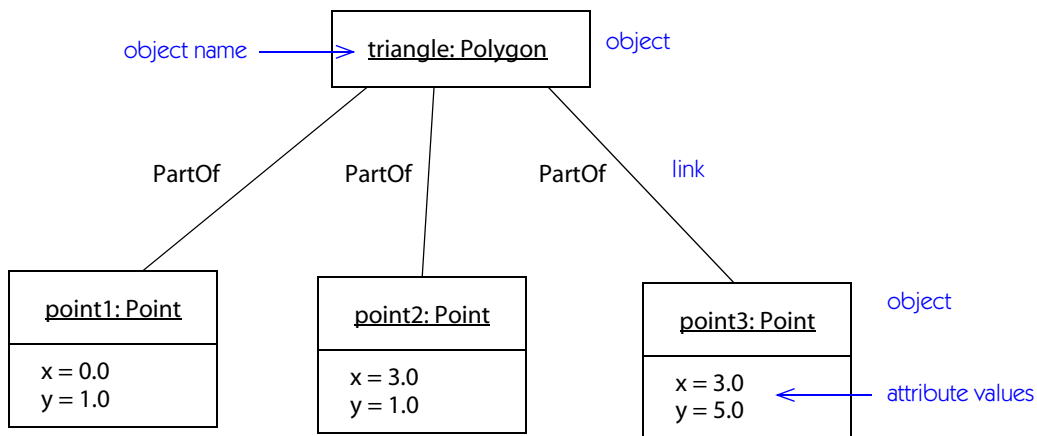 object name
triangle: Polygon
object
PartOf
PartOf
PartOf
link
point1: Point
x = 0.0
y = 1.0
point2: Point
x = 3.0
y = 1.0
point3: Point
x = 3.0
y = 5.0
object
attribute values